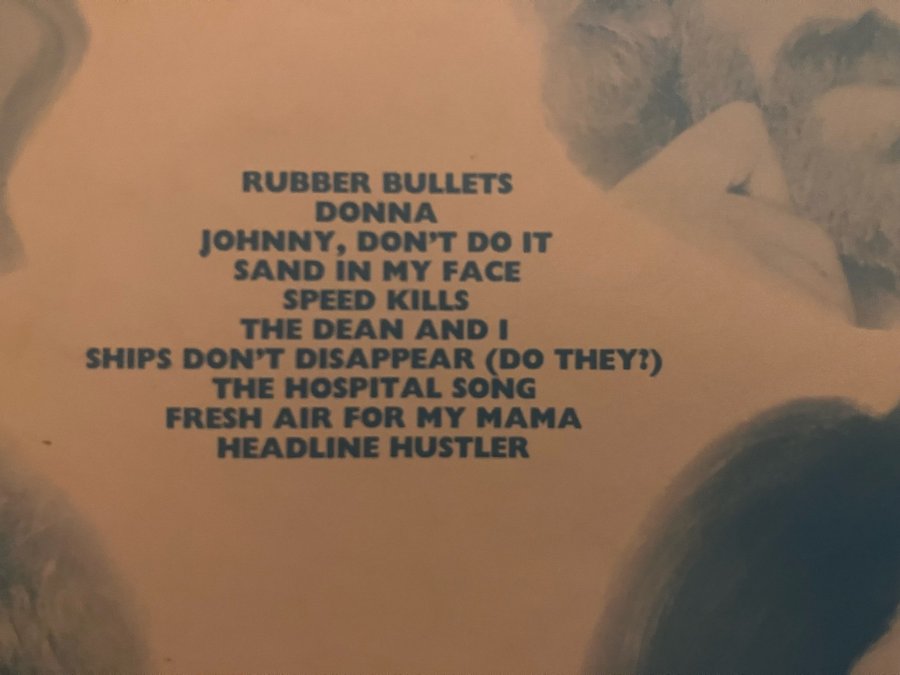 RUBBER BULLETS
DONNA
JOHNNY, DON'T DO IT
SAND IN MY FACE
SPEED KILLS
THE DEAN AND I
SHIPS DON'T DISAPPEAR (DO THEY?)
THE HOSPITAL SONG
FRESH AIR FOR MY MAMA
HEADLINE HUSTLER